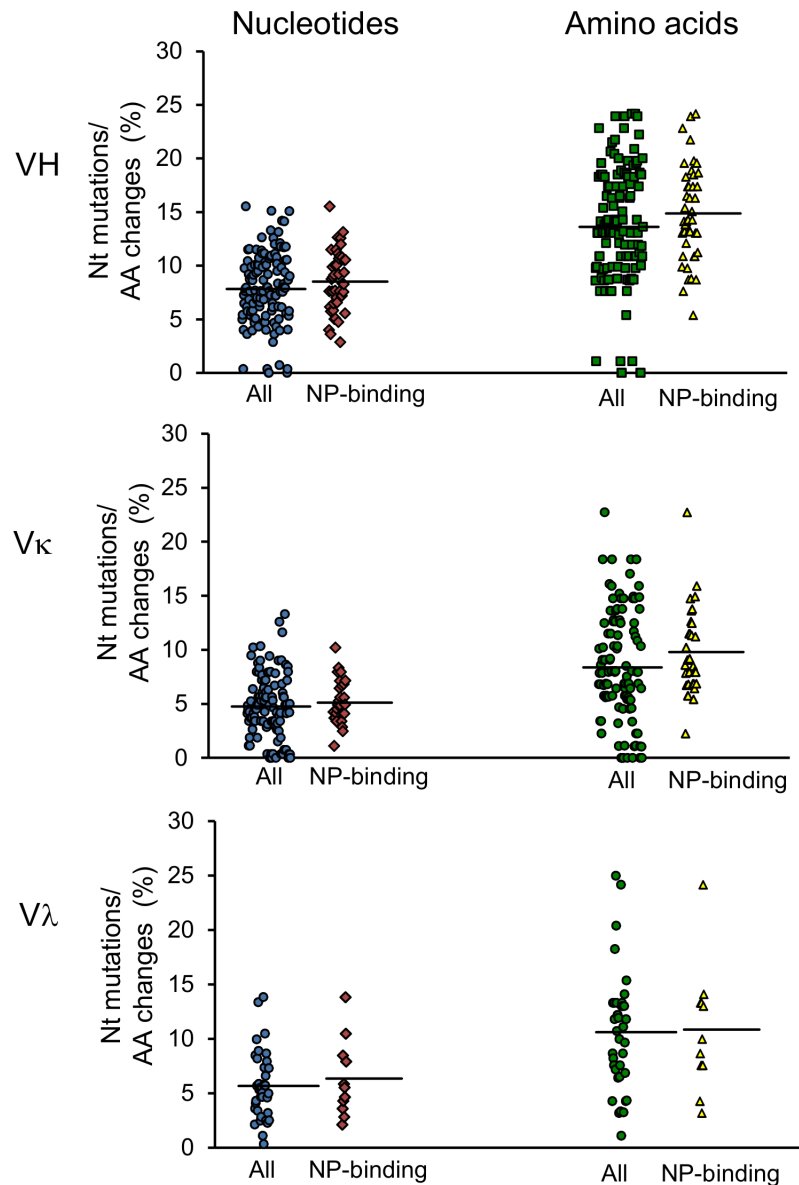 Nucleotides
Amino acids
VH
Nt mutations/
AA changes (%)
30
25
20
15
10
5
0
All
NP-binding
All
NP-binding
Vκ
Nt mutations/
AA changes (%)
30
25
20
15
10
5
0
All
NP-binding
All
NP-binding
Vλ
Nt mutations/
AA changes (%)
30
25
20
15
10
5
0
All
NP-binding
All
NP-binding